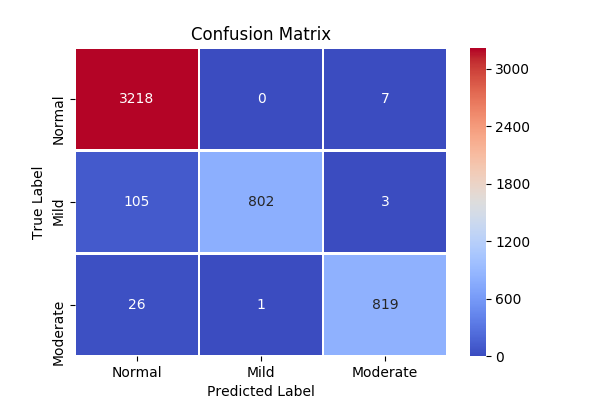 Confusion Matrix
True Label
Normal
3218 0 7
Mild
105 802 3
Moderate
26 1 819
Normal Mild Moderate
Predicted Label
3000
2400
1800
1200
600
0